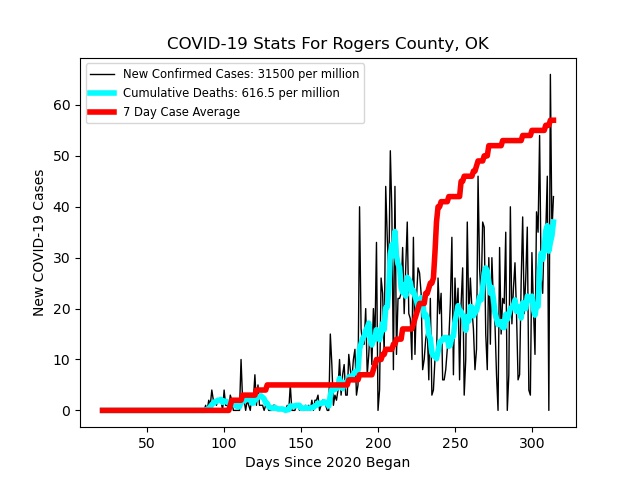 COVID-19 Stats For Rogers County, OK
New Confirmed Cases: 31500 per million
Cumulative Deaths: 616.5 per million
7 Day Case Average
60
50
40
30
20
10
0
New COVID-19 Cases
50
100
150
200
250
300
Days Since 2020 Began